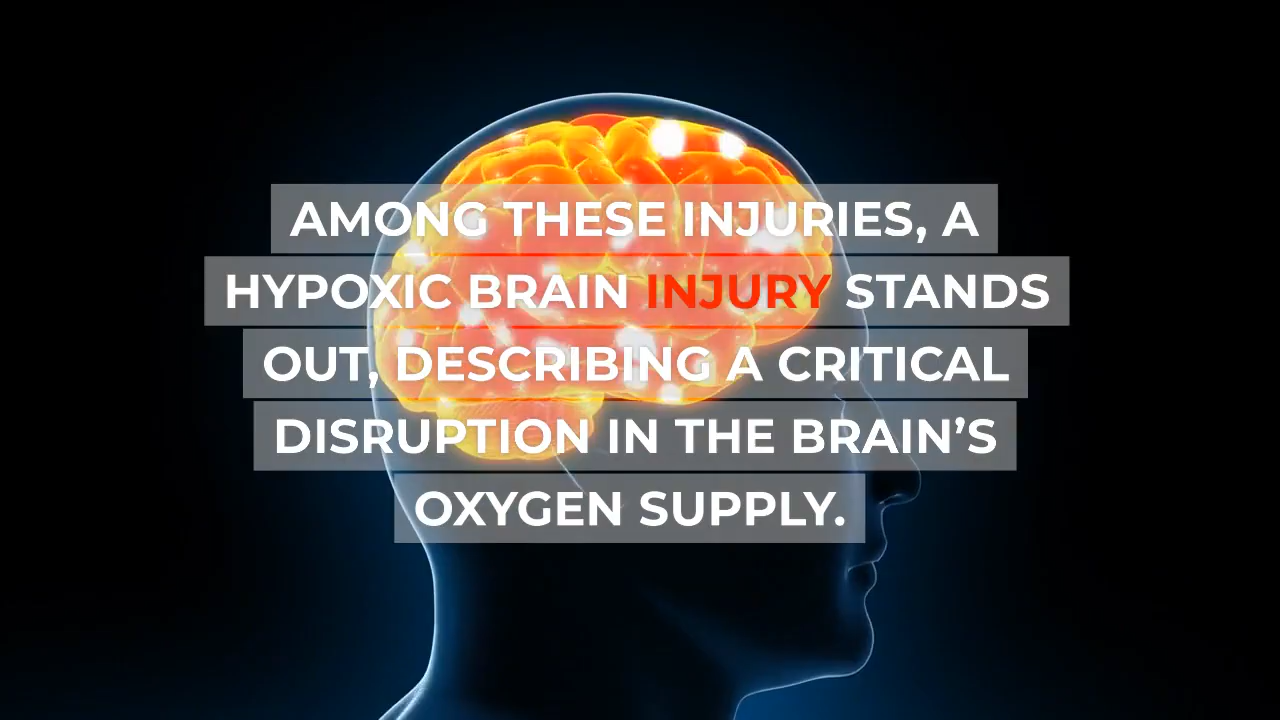 AMONG THESE INJURIES, A
HYPOXIC BRAIN INJURY STANDS
OUT, DESCRIBING A CRITICAL
DISRUPTION IN THE BRAIN’S
OXYGEN SUPPLY.